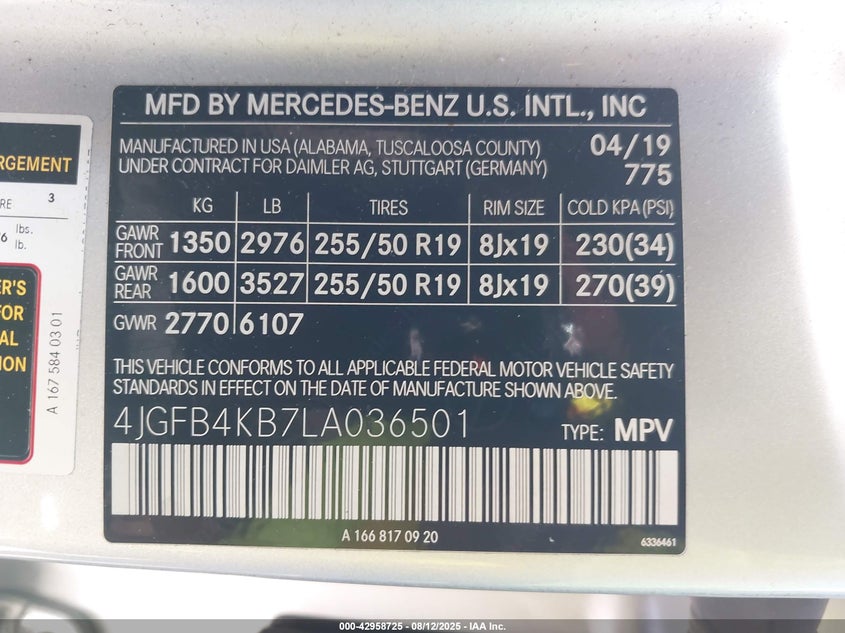 RGEMENT
RE 3
6 lbs.
lb.
ER'S
FOR
AL
ION
A 167 584 03 01
MFD BY MERCEDES-BENZ U.S. INTL., INC
MANUFACTURED IN USA (ALABAMA, TUSCALOOSA COUNTY) 04/19
UNDER CONTRACT FOR DAIMLER AG, STUTTGART (GERMANY) 775
KG LB TIRES RIM SIZE COLD KPA(PSI)
GAWR FRONT 1350 2976 255/50 R19 8Jx19 230(34)
GAWR REAR 1600 3527 255/50 R19 8Jx19 270(39)
GVWR 2770 6107
THIS VEHICLE CONFORMS TO ALL APPLICABLE FEDERAL MOTOR VEHICLE SAFETY
STANDARDS IN EFFECT ON THE DATE OF MANUFACTURE SHOWN ABOVE.
4JGFB4KB7LA036501 TYPE: MPV
A 166 817 09 20 6336461
000-42958725 - 08/12/2025 - IAA Inc.